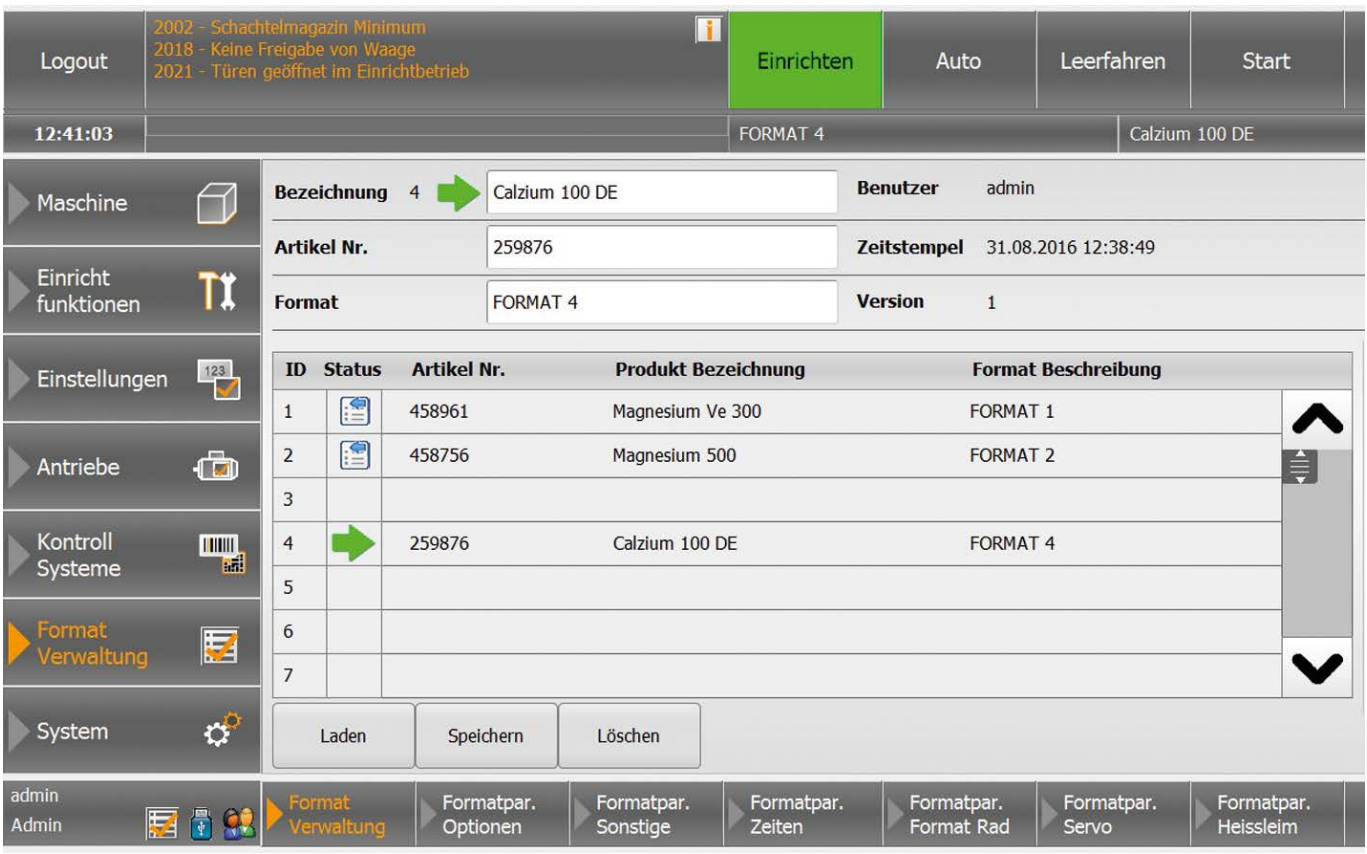 Logout
2002 - Schachtelmagazin Minimum
2018 - Keine Freigabe von Waage
2021 - Türen geöffnet im Einrichtbetrieb
i
Einrichten
Auto
Leerfahren
Start
12:41:03
FORMAT 4
Calzium 100 DE
Maschine
Einricht
funktionen
Einstellungen
123
Antriebe
Kontroll
Systeme
Format
Verwaltung
System
Bezeichnung 4 Calzium 100 DE Benutzer admin
Artikel Nr. 259876 Zeitstempel 31.08.2016 12:38:49
Format FORMAT 4 Version 1
ID Status Artikel Nr. Produkt Bezeichnung Format Beschreibung
1 458961 Magnesium Ve 300 FORMAT 1
2 458756 Magnesium 500 FORMAT 2
3
4 259876 Calzium 100 DE FORMAT 4
5
6
7
Laden Speichern Löschen
admin
Admin
Format
Verwaltung
Formatpar.
Optionen
Formatpar.
Sonstige
Formatpar.
Zeiten
Formatpar.
Format Rad
Formatpar.
Servo
Formatpar.
Heissleim